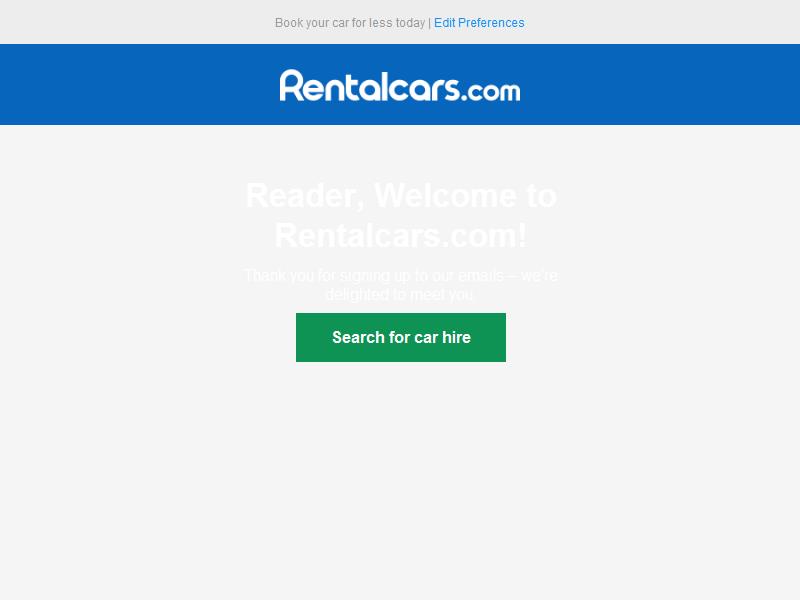 Book your car for less today | Edit Preferences
Rentalcars.com
Reader, Welcome to
Rentalcars.com!
Thank you for signing up to our emails – we're
delighted to meet you.
Search for car hire